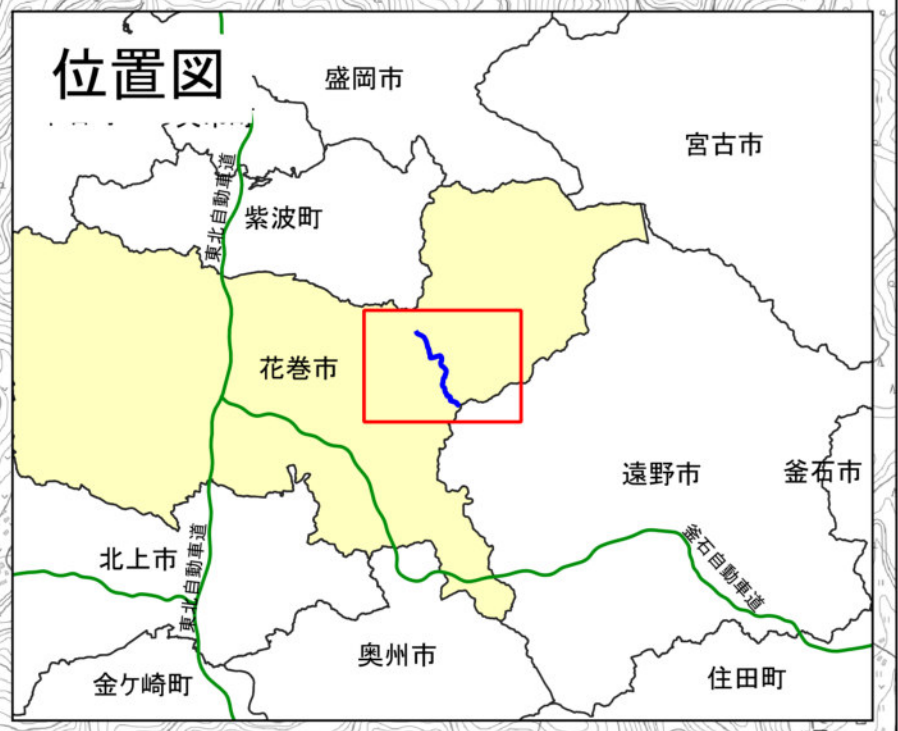 位置図
盛岡市
宮古市
東北自動車道
紫波町
花巻市
遠野市
釜石市
北上市
東北自動車道
釜石自動車道
奥州市
金ケ崎町
住田町